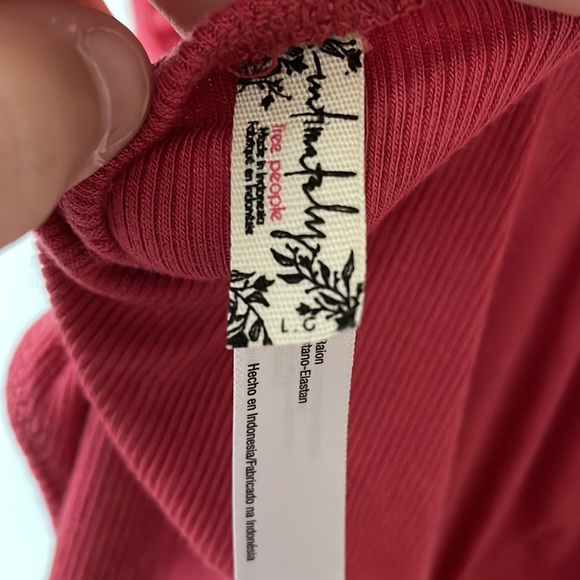 intimately
free people
Made in Indonesia
Fabriqué en Indonésie
L.G
Raion
tano-Elastan
Hecho en Indonesia/Fabricado na Indonésia